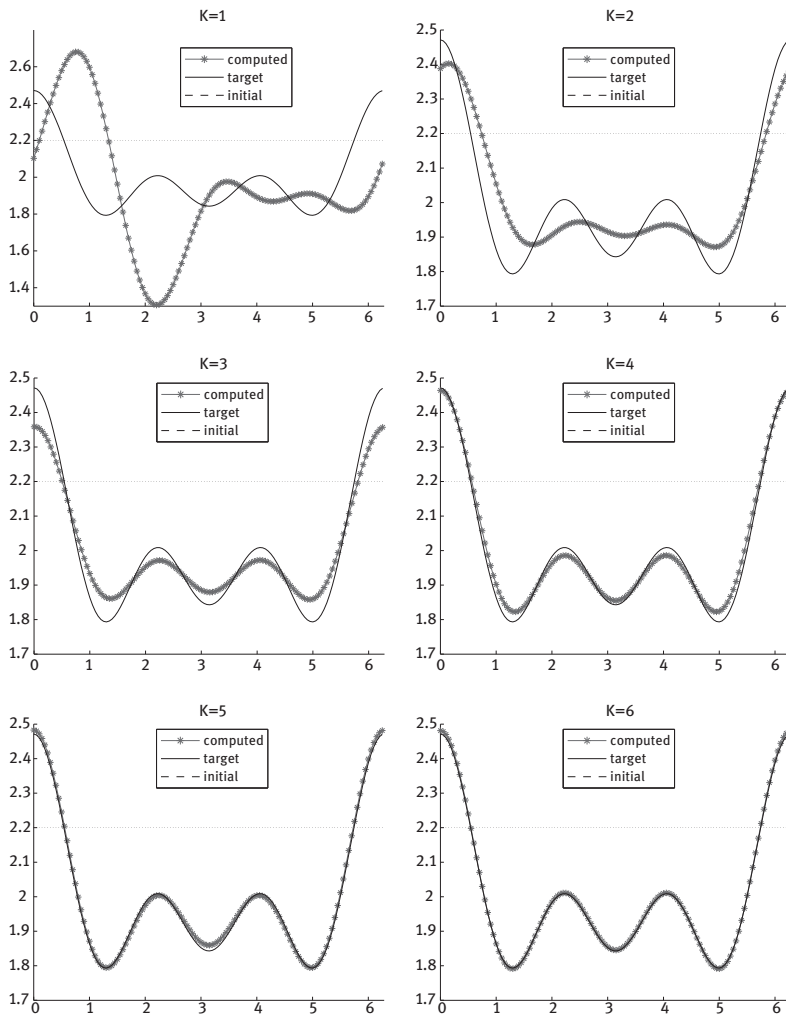 K=1
computed
target
initial
2.6
2.4
2.2
2
1.8
1.6
1.4
0 1 2 3 4 5 6
K=2
computed
target
initial
2.5
2.4
2.3
2.2
2.1
2
1.9
1.8
1.7
0 1 2 3 4 5 6
K=3
computed
target
initial
2.5
2.4
2.3
2.2
2.1
2
1.9
1.8
1.7
0 1 2 3 4 5 6
K=4
computed
target
initial
2.5
2.4
2.3
2.2
2.1
2
1.9
1.8
1.7
0 1 2 3 4 5 6
K=5
computed
target
initial
2.5
2.4
2.3
2.2
2.1
2
1.9
1.8
1.7
0 1 2 3 4 5 6
K=6
computed
target
initial
2.5
2.4
2.3
2.2
2.1
2
1.9
1.8
1.7
0 1 2 3 4 5 6